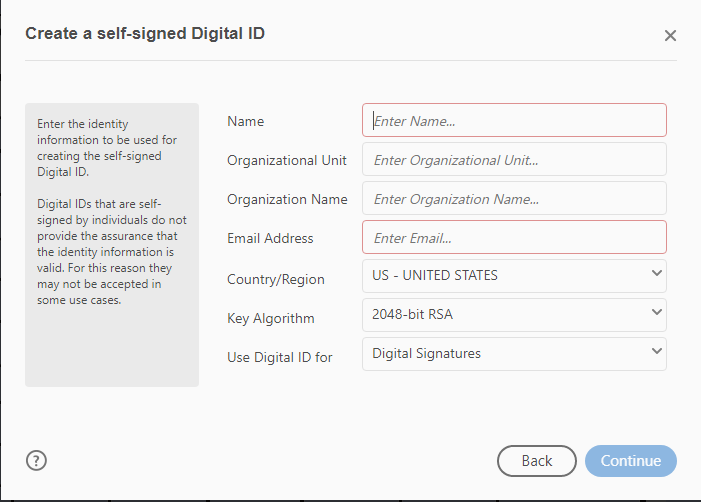 Create a self-signed Digital ID
Enter the identity
information to be used for
creating the self-signed
Digital ID.
Digital IDs that are self-
signed by individuals do not
provide the assurance that
the identity information is
valid. For this reason they
may not be accepted in
some use cases.
Name
Enter Name...
Organizational Unit
Enter Organizational Unit...
Organization Name
Enter Organization Name...
Email Address
Enter Email...
Country/Region
US - UNITED STATES
Key Algorithm
2048-bit RSA
Use Digital ID for
Digital Signatures
?
Back
Continue